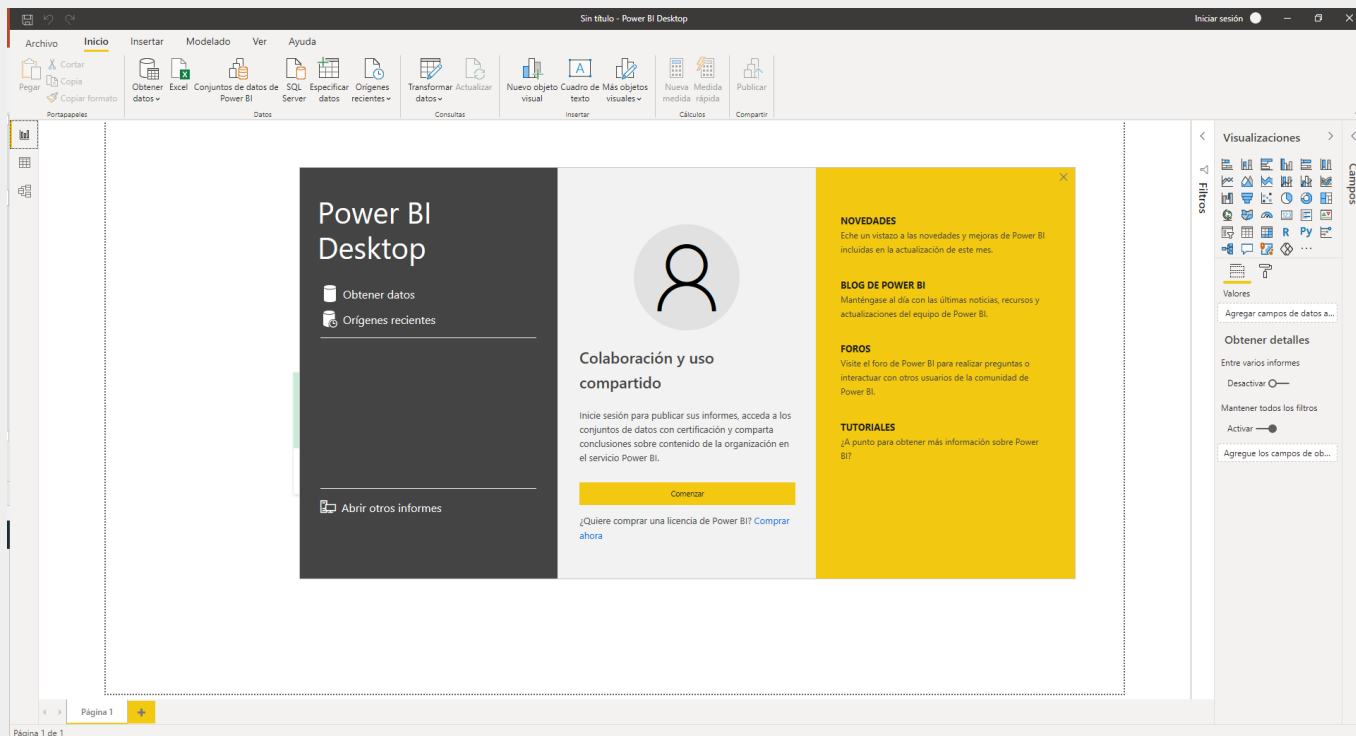 Sin título - Power BI Desktop
Iniciar sesión
Archivo Inicio Insertar Modelado Ver Ayuda
Pegar
Cortar
Copia
Copiar formato
Portapapeles
Obtener
datos
Excel
Conjuntos de datos de
Power BI
SQL
Server
Especificar
datos
Orígenes
recientes
Datos
Transformar
datos
Actualizar
Consultas
Nuevo objeto
visual
Cuadro de
texto
Más objetos
visuales
Insertar
Nueva
medida
Medida
rápida
Cálculos
Publicar
Compartir
Power BI
Desktop
Obtener datos
Orígenes recientes
Abrir otros informes
Colaboración y uso
compartido
Inicie sesión para publicar sus informes, acceda a los
conjuntos de datos con certificación y comparta
conclusiones sobre contenido de la organización en
el servicio Power BI.
Comenzar
¿Quiere comprar una licencia de Power BI? Comprar
ahora
NOVEDADES
Eche un vistazo a las novedades y mejoras de Power BI
incluidas en la actualización de este mes.
BLOG DE POWER BI
Manténgase al día con las últimas noticias, recursos y
actualizaciones del equipo de Power BI.
FOROS
Visite el foro de Power BI para realizar preguntas o
interactuar con otros usuarios de la comunidad de
Power BI.
TUTORIALES
¿A punto para obtener más información sobre Power
BI?
Filtros
Visualizaciones
R Py
Valores
Agregar campos de datos a...
Obtener detalles
Entre varios informes
Desactivar
Mantener todos los filtros
Activar
Agregue los campos de ob...
Campos
Página 1
Página 1 de 1